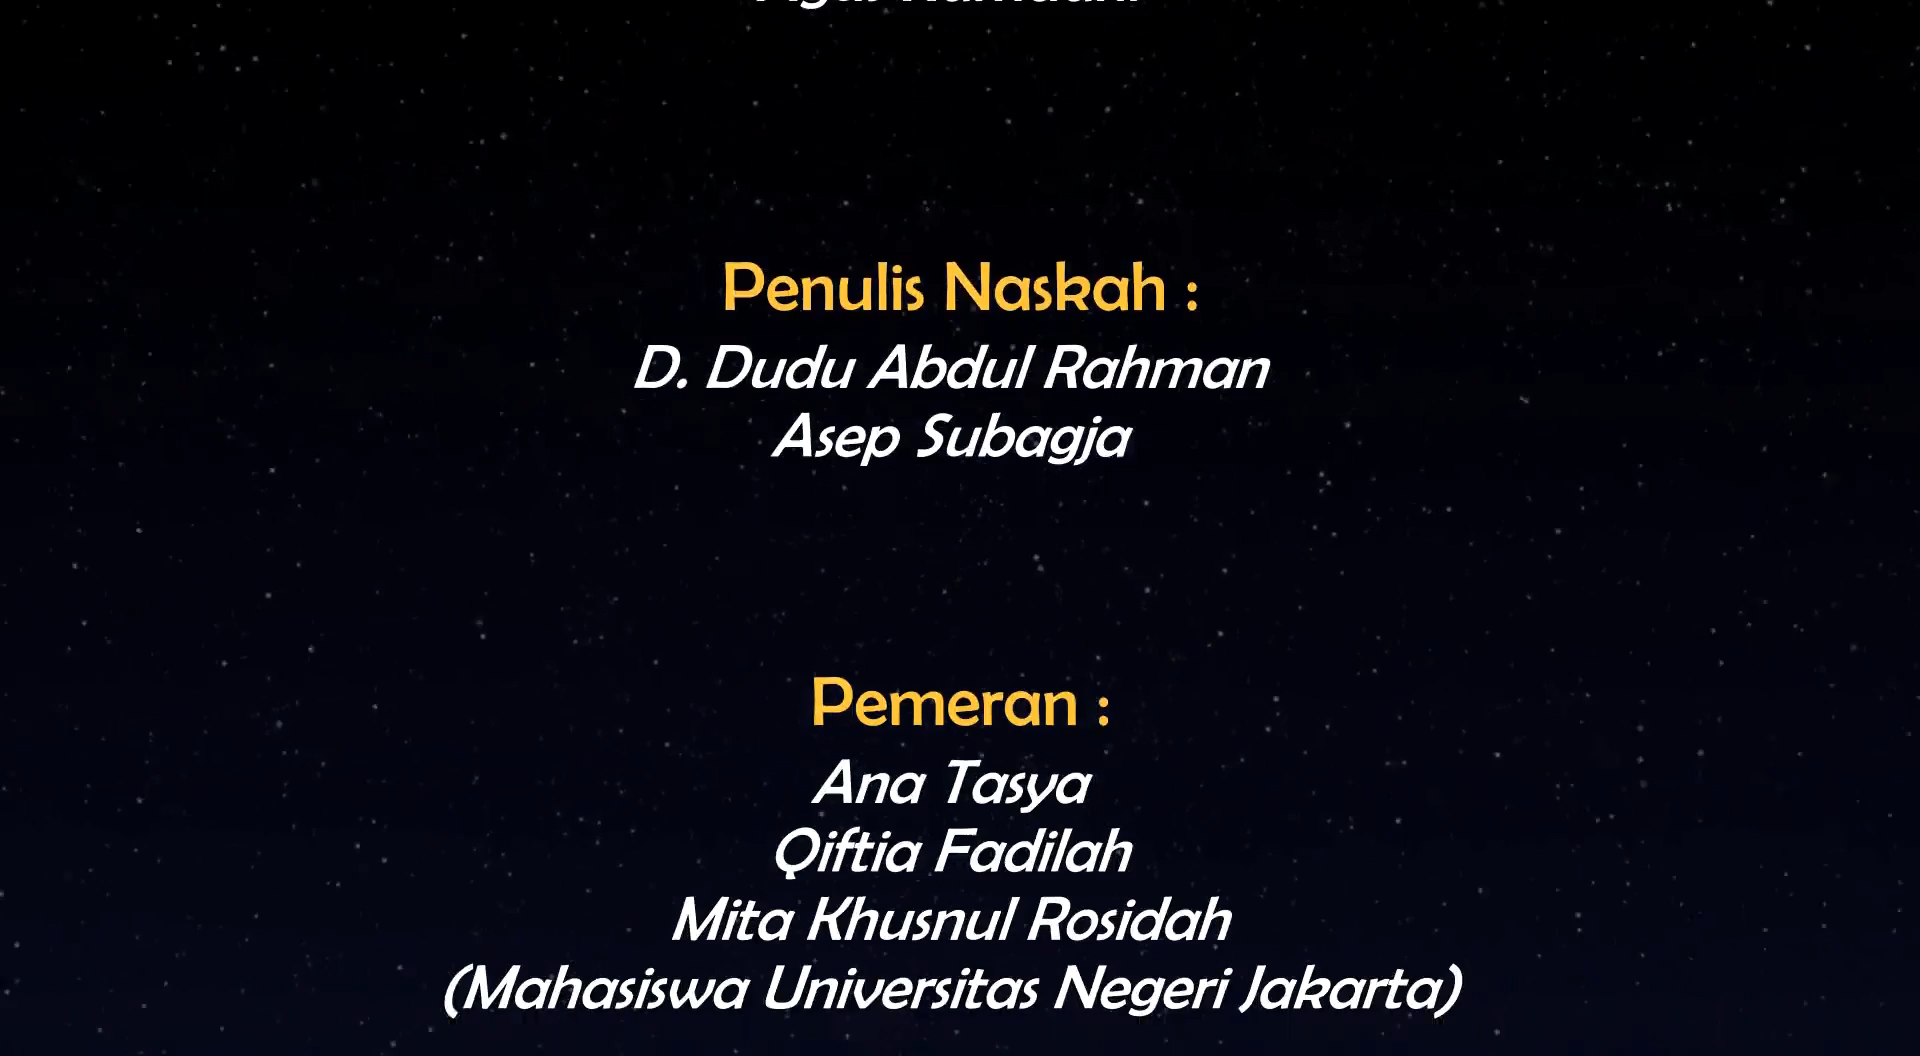 Penulis Naskah :
D. Dudu Abdul Rahman
Asep Subagja
Pemeran :
Ana Tasya
Qiftia Fadilah
Mita Khusnul Rosidah
(Mahasiswa Universitas Negeri Jakarta)